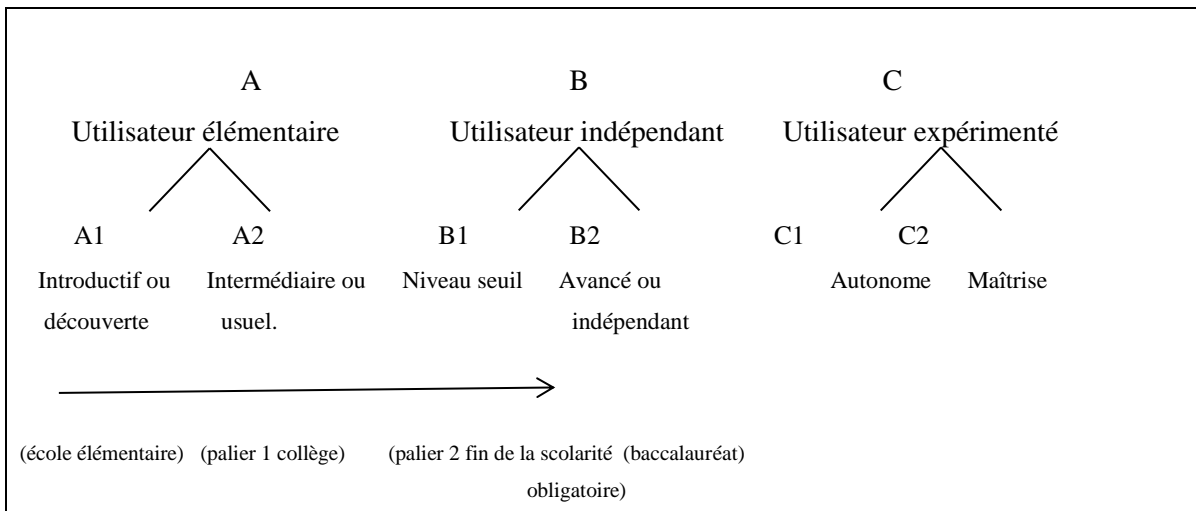 A B C
Utilisateur élémentaire Utilisateur indépendant Utilisateur expérimenté
A1 A2 B1 B2 C1 C2
Introductif ou Intermédiaire ou Niveau seuil Avancé ou Autonome Maîtrise
découverte usuel. indépendant
(école élémentaire) (palier 1 collège) (palier 2 fin de la scolarité (baccalauréat)
obligatoire)